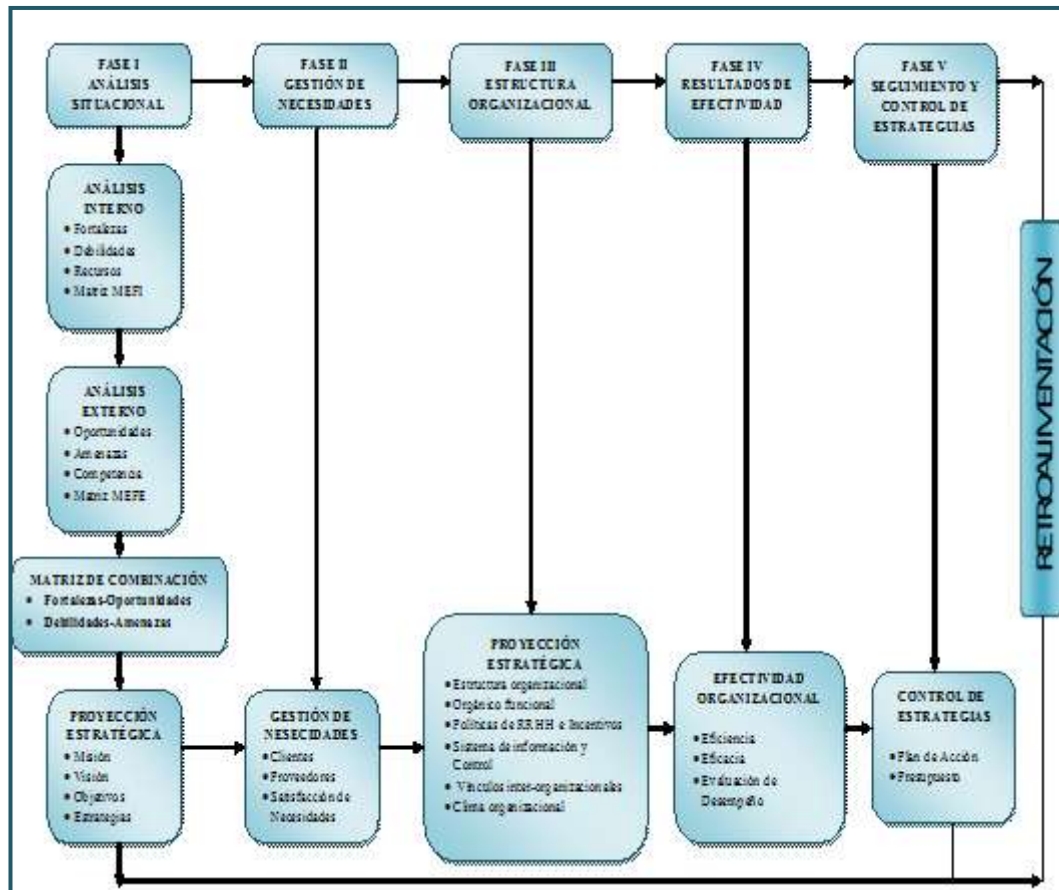 FASE I
ANÁLISIS
SITUACIONAL
FASE II
GESTIÓN DE
NECESIDADES
FASE III
ESTRUCTURA
ORGANIZACIONAL
FASE IV
RESULTADOS DE
EFECTIVIDAD
FASE V
SEGUIMIENTO Y
CONTROL DE
ESTRATEGUIAS
ANÁLISIS
INTERNO
• Fortalezas
• Debilidades
• Recursos
• Matriz MEFI
ANÁLISIS
EXTERNO
• Oportunidades
• Amenazas
• Competencia
• Matriz MEFE
MATRIZ DE COMBINACIÓN
• Fortalezas-Oportunidades
• Debilidades-Amenazas
PROYECCIÓN
ESTRATÉGICA
• Misión
• Visión
• Objetivos
• Estrategias
GESTIÓN DE
NESECIDADES
• Clientes
• Proveedores
• Satisfacción de
Necesidades
PROYECCIÓN
ESTRATÉGICA
• Estructura organizacional
• Orgánico funcional
• Políticas de RRHH e Incentivos
• Sistema de información y
Control
• Vínculos inter-organizacionales
• Clima organizacional
EFECTIVIDAD
ORGANIZACIONAL
• Eficiencia
• Eficacia
• Evaluación de
Desempeño
CONTROL DE
ESTRATEGIAS
• Plan de Acción
• Presupuesto
RETROALIMENTACIÓN